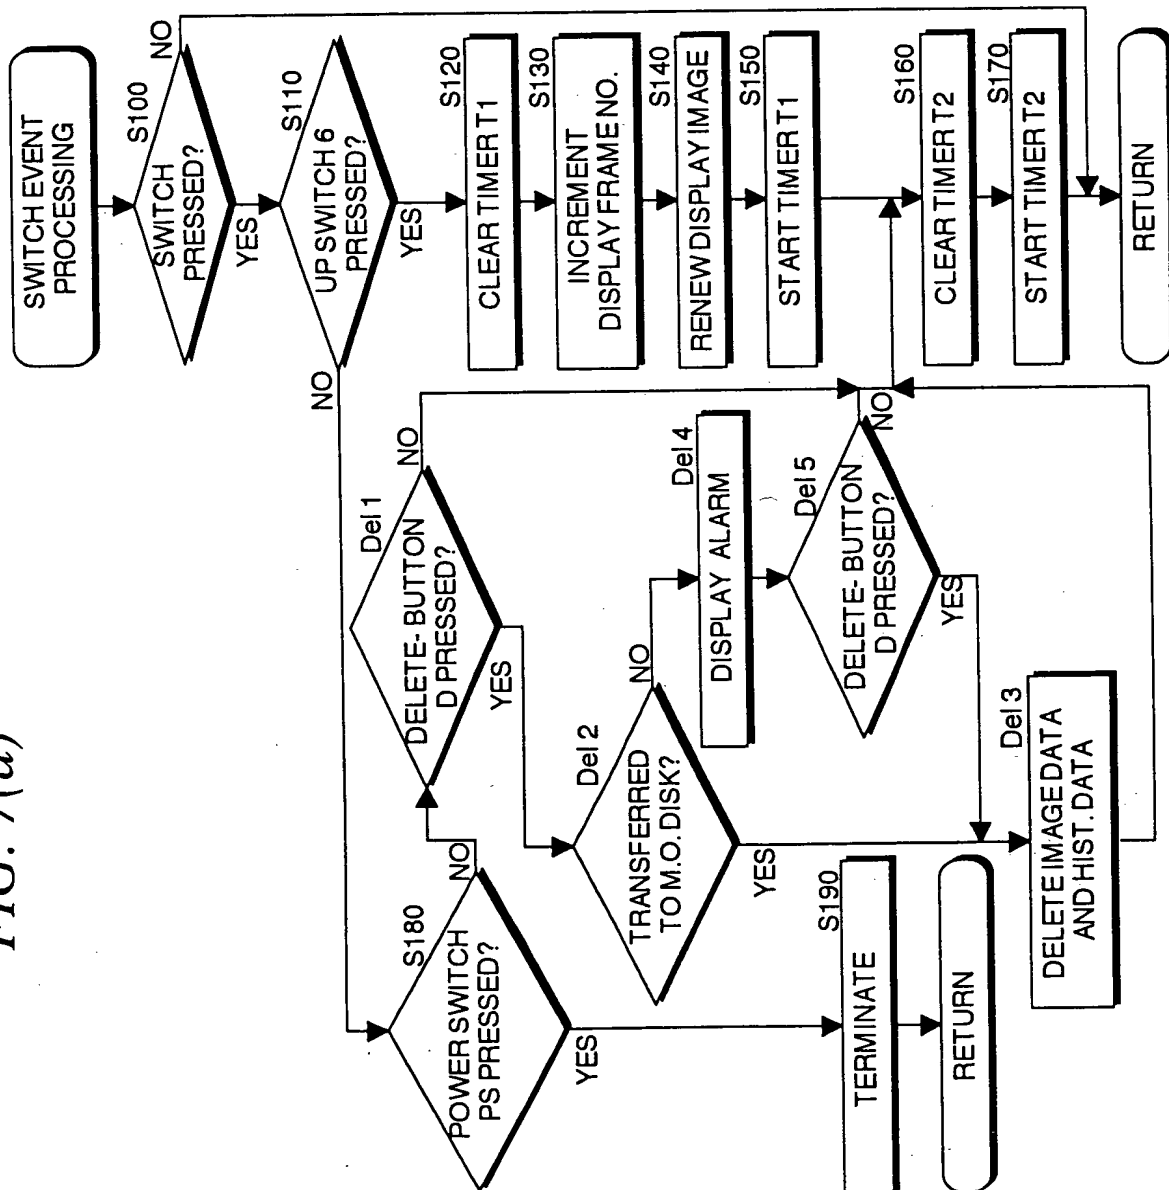 FIG. 7(a)
SWITCH EVENT
PROCESSING
S100
SWITCH
PRESSED?
NO
YES
S110
UP SWITCH 6
PRESSED?
NO
YES
S120
CLEAR TIMER T1
S130
INCREMENT
DISPLAY FRAME NO.
S140
RENEW DISPLAY IMAGE
S150
START TIMER T1
S160
CLEAR TIMER T2
S170
START TIMER T2
RETURN
S180
POWER SWITCH
PS PRESSED?
NO
YES
S190
TERMINATE
RETURN
Del 1
DELETE- BUTTON
D PRESSED?
NO
YES
Del 2
TRANSFERRED
TO M.O. DISK?
NO
YES
Del 4
DISPLAY ALARM
Del 5
DELETE- BUTTON
D PRESSED?
NO
YES
Del 3
DELETE IMAGE DATA
AND HIST. DATA